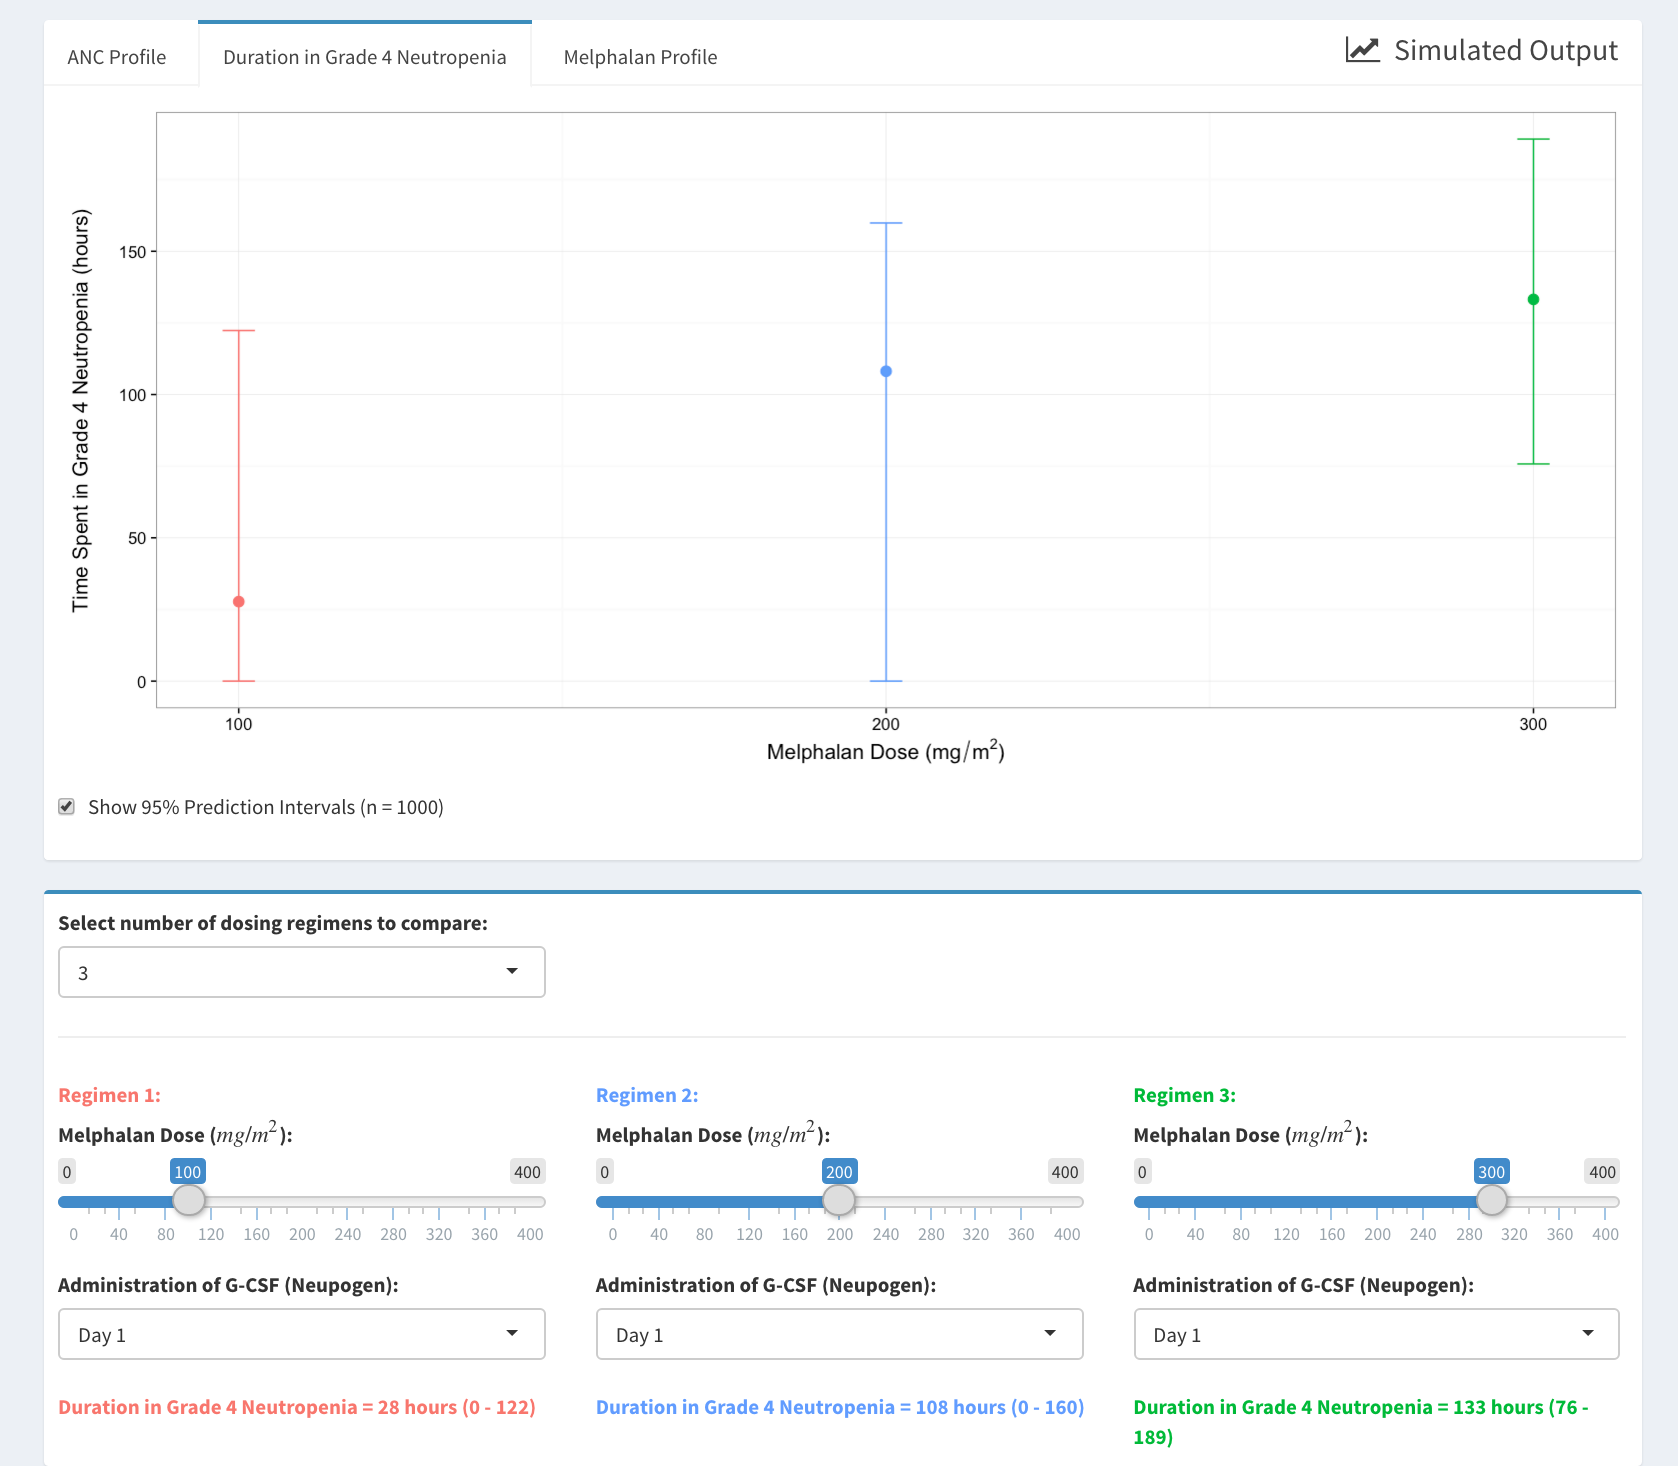 ANC Profile
Duration in Grade 4 Neutropenia
Melphalan Profile
Simulated Output
Time Spent in Grade 4 Neutropenia (hours)
150
100
50
0
100 200 300
Melphalan Dose (mg/m²)
Show 95% Prediction Intervals (n = 1000)
Select number of dosing regimens to compare:
3
Regimen 1:
Melphalan Dose (mg/m²):
0 100 400
0 40 80 120 160 200 240 280 320 360 400
Administration of G-CSF (Neupogen):
Day 1
Duration in Grade 4 Neutropenia = 28 hours (0 - 122)
Regimen 2:
Melphalan Dose (mg/m²):
0 200 400
0 40 80 120 160 200 240 280 320 360 400
Administration of G-CSF (Neupogen):
Day 1
Duration in Grade 4 Neutropenia = 108 hours (0 - 160)
Regimen 3:
Melphalan Dose (mg/m²):
0 300 400
0 40 80 120 160 200 240 280 320 360 400
Administration of G-CSF (Neupogen):
Day 1
Duration in Grade 4 Neutropenia = 133 hours (76 -
189)